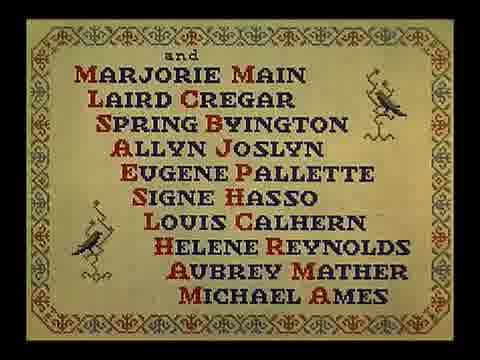 and
MARJORIE MAIN
LAIRD CREGAR
SPRING BYINGTON
ALLYN JOSLYN
EUGENE PALLETTE
SIGNE HASSO
LOUIS CALHERN
HELENE REYNOLDS
AUBREY MATHER
MICHAEL AMES